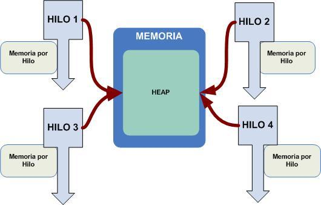 HILO 1
MEMORIA
HILO 2
Memoria por
Hilo
Memoria por
Hilo
HEAP
HILO 3
HILO 4
Memoria por
Hilo
Memoria por
Hilo